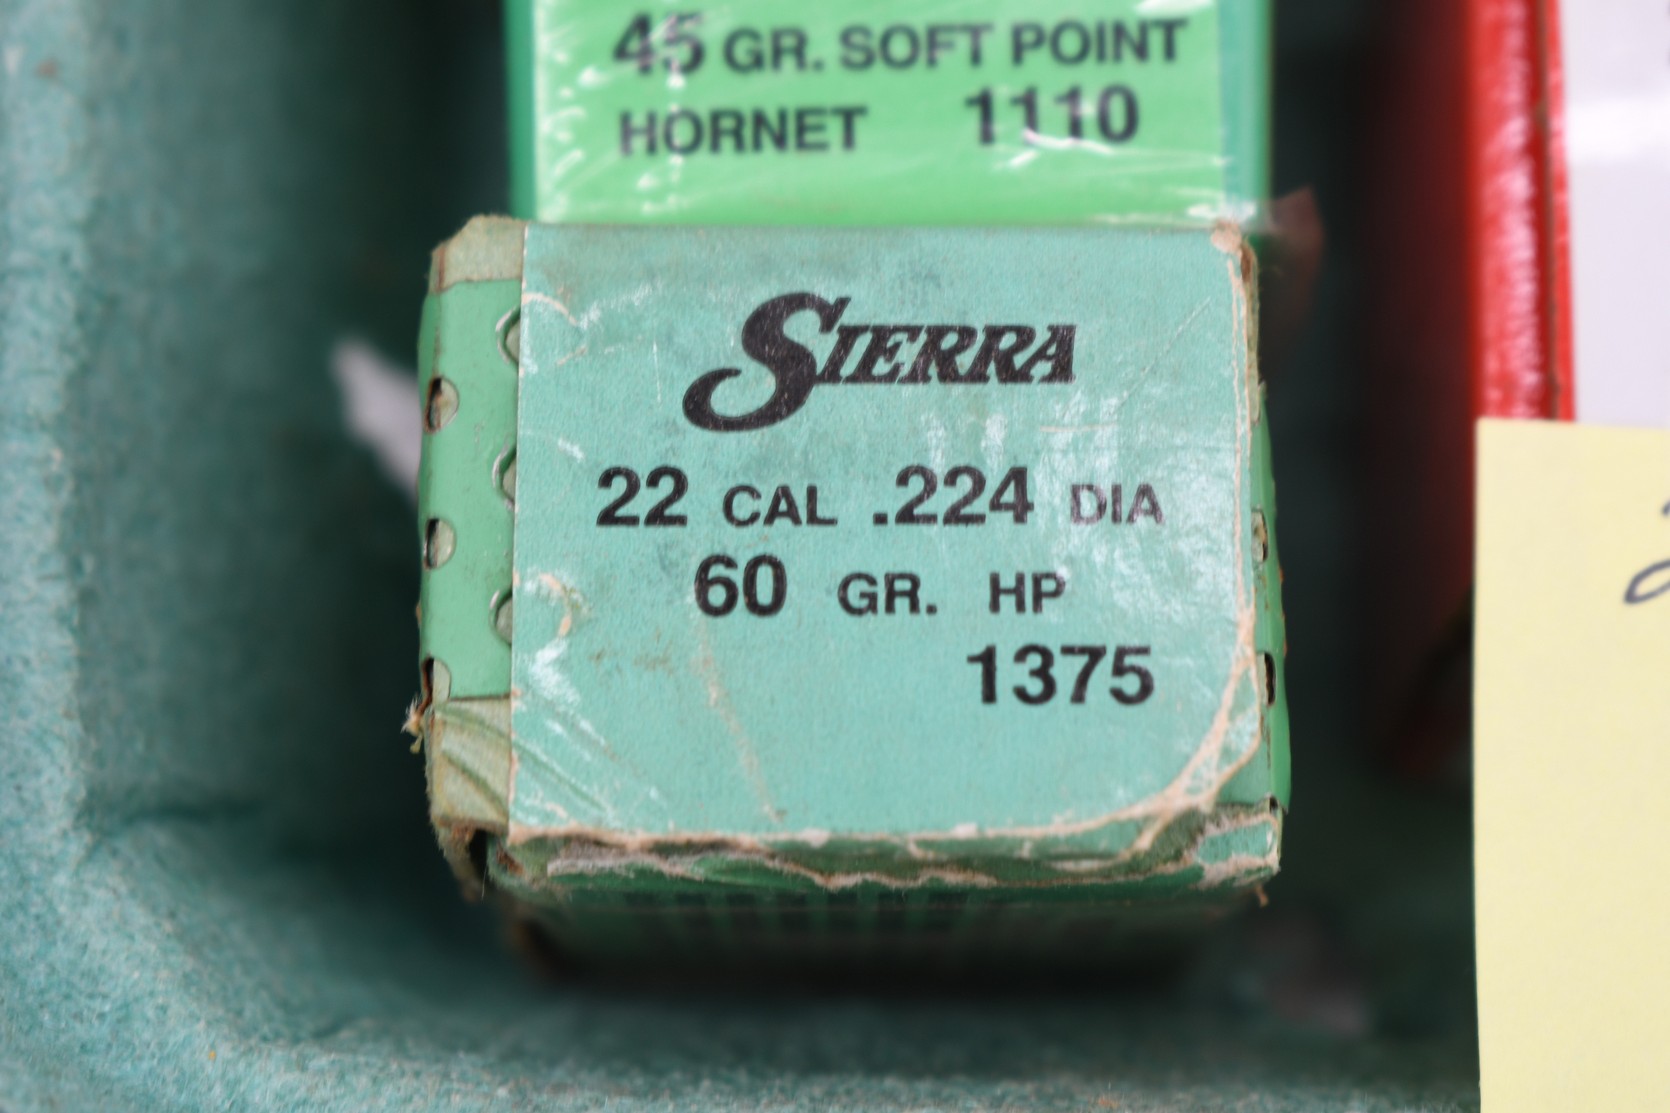 45 GR. SOFT POINT
HORNET 1110
SIERRA
22 CAL .224 DIA
60 GR. HP
1375